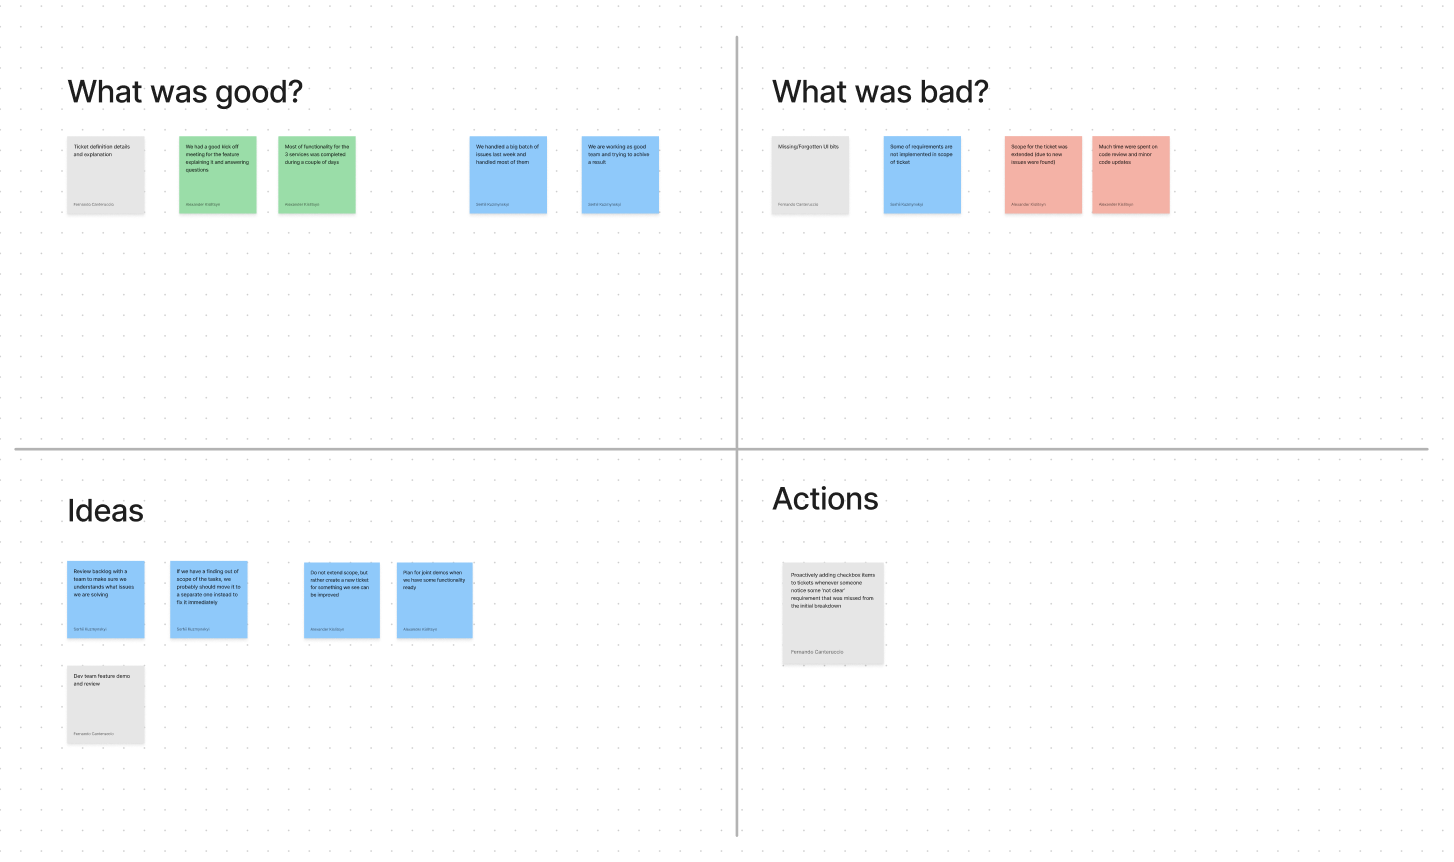 What was good?
Ticket definition details
and explanation
Fernando Canteruccio
We had a good kick off
meeting for the feature
explaining it and answering
questions
Alexander Kislitsyn
Most of functionality for the
3 services was completed
during a couple of days
Alexander Kislitsyn
We handled a big batch of
issues last week and
handled most of them
Serhii Kuzmynskyi
We are working as good
team and trying to achive
a result
Serhii Kuzmynskyi
What was bad?
Missing/Forgotten UI bits
Fernando Canteruccio
Some of requirements are
not implemented in scope
of ticket
Serhii Kuzmynskyi
Scope for the ticket was
extended (due to new
issues were found)
Alexander Kislitsyn
Much time were spent on
code review and minor
code updates
Alexander Kislitsyn
Ideas
Review backlog with a
team to make sure we
understands what issues
we are solving
Serhii Kuzmynskyi
If we have a finding out of
scope of the tasks, we
probably should move it to
a separate one instead to
fix it immediately
Serhii Kuzmynskyi
Do not extend scope, but
rather create a new ticket
for something we see can
be improved
Alexander Kislitsyn
Plan for joint demos when
we have some functionality
ready
Alexander Kislitsyn
Dev team feature demo
and review
Fernando Canteruccio
Actions
Proactively adding checkbox items
to tickets whenever someone
notice some 'not clear'
requirement that was missed from
the initial breakdown
Fernando Canteruccio